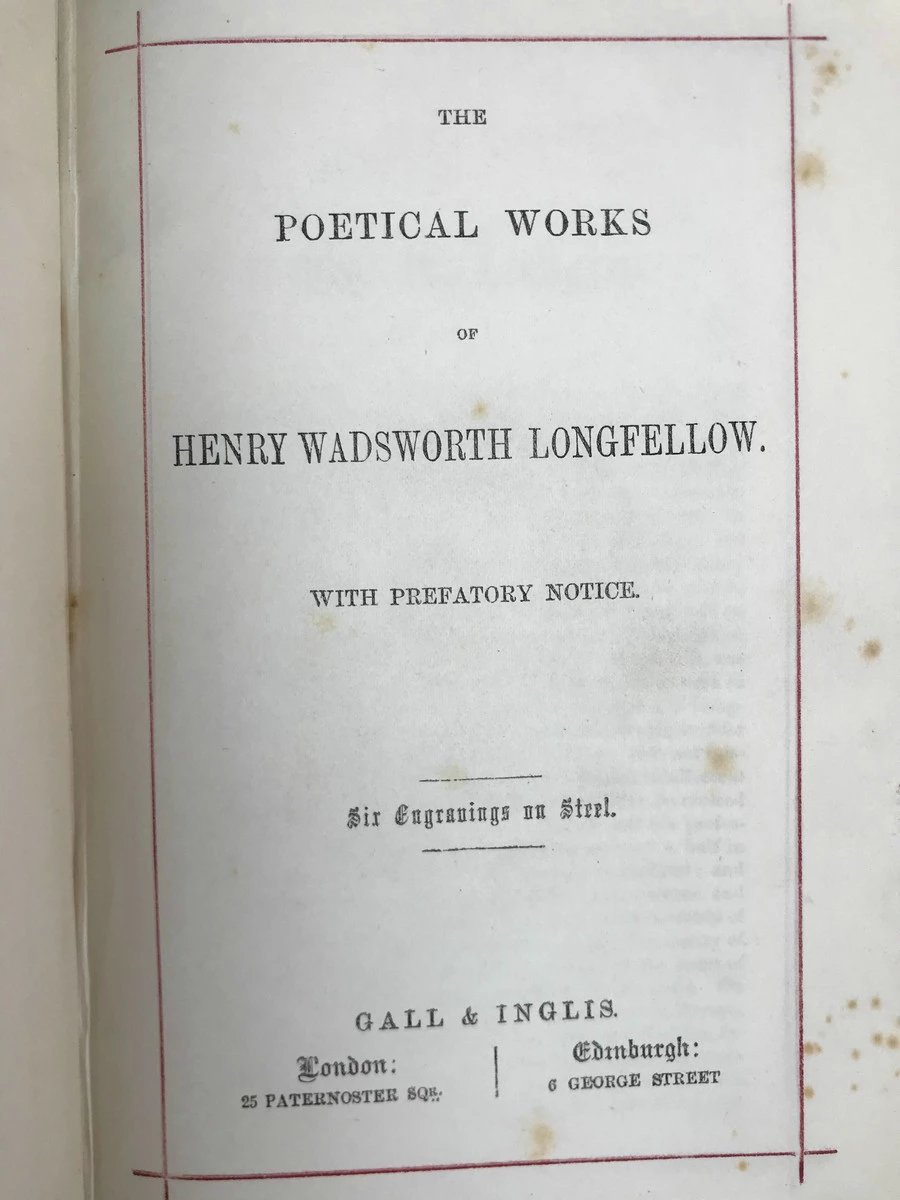 THE
POETICAL WORKS
OF
HENRY WADSWORTH LONGFELLOW.
WITH PREFATORY NOTICE.
Six Engravings on Steel.
GALL & INGLIS.
London:
25 PATERNOSTER SQR.
Edinburgh:
6 GEORGE STREET